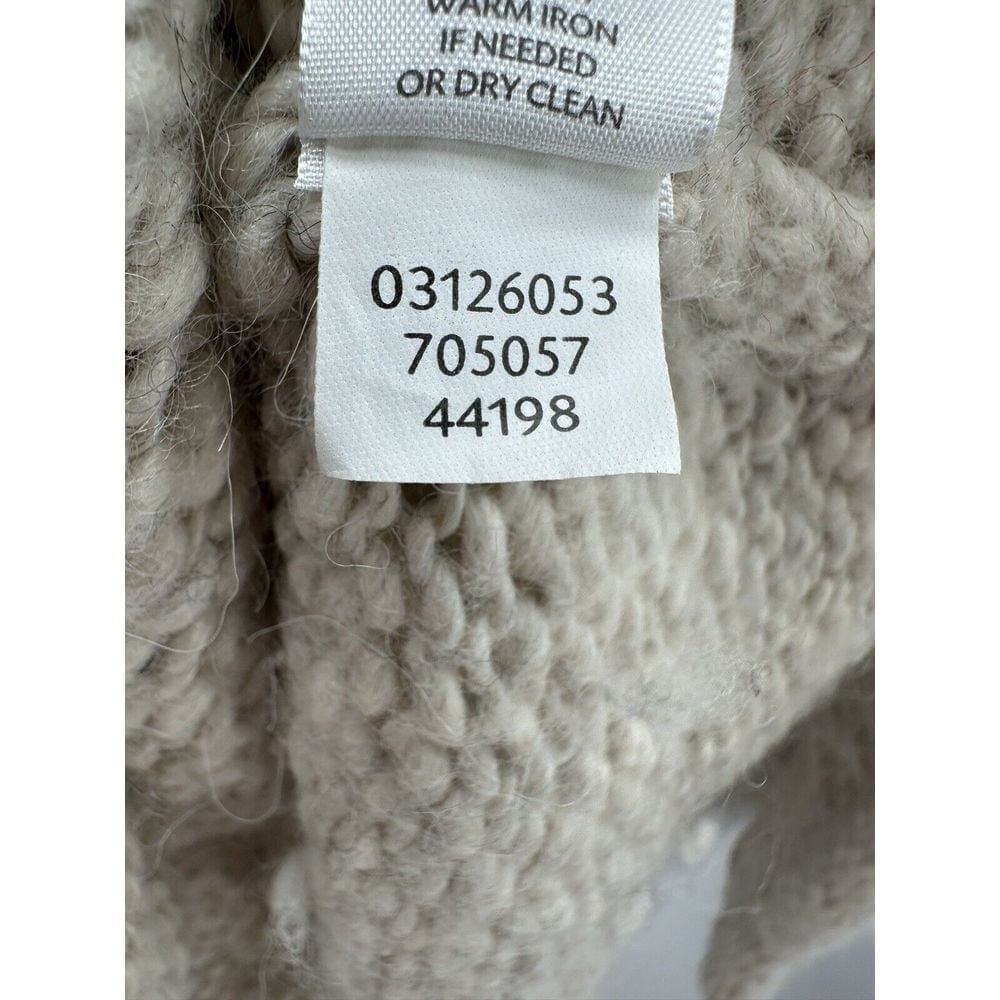 WARM IRON
IF NEEDED
OR DRY CLEAN
03126053
705057
44198